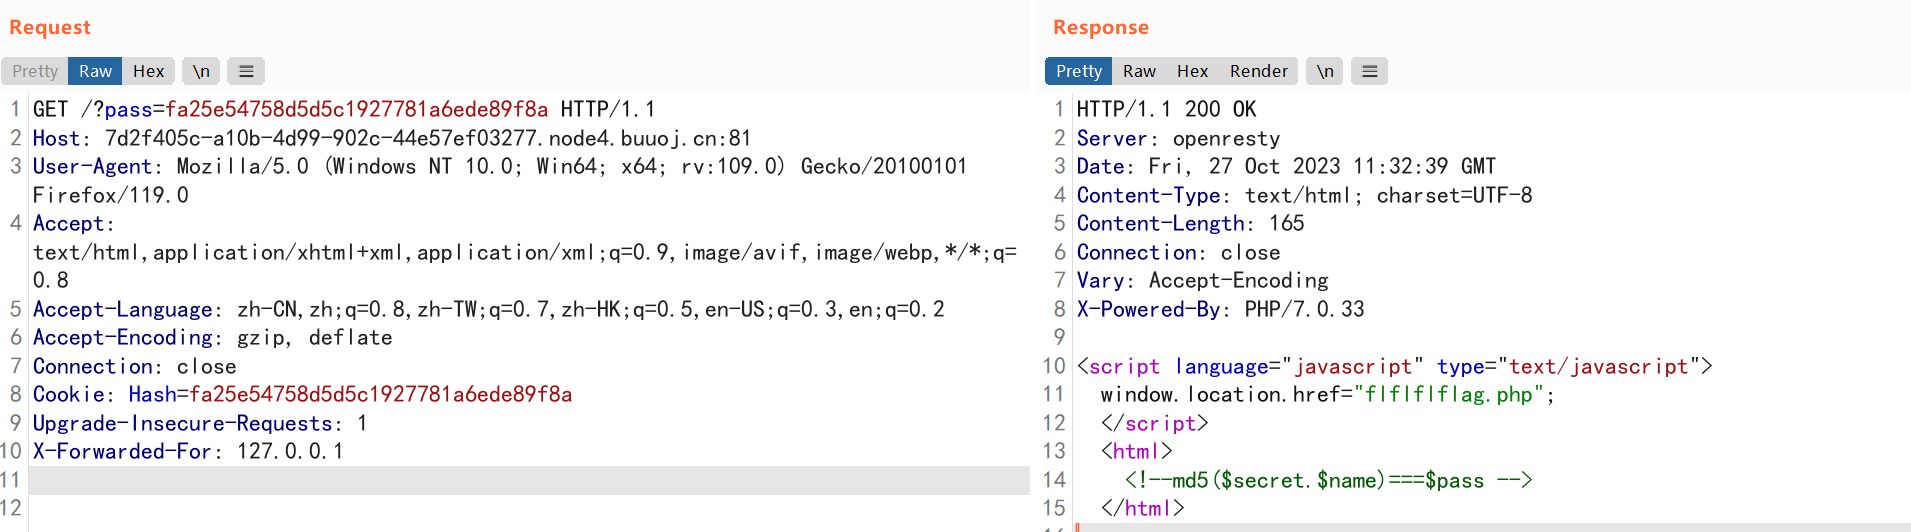 Request
Pretty Raw Hex \n ≡
1 GET /?pass=fa25e54758d5d5c1927781a6ede89f8a HTTP/1.1
2 Host: 7d2f405c-a10b-4d99-902c-44e57ef03277.node4.buuoj.cn:81
3 User-Agent: Mozilla/5.0 (Windows NT 10.0; Win64; x64; rv:109.0) Gecko/20100101
Firefox/119.0
4 Accept:
text/html,application/xhtml+xml,application/xml;q=0.9,image/avif,image/webp,*/*;q=
0.8
5 Accept-Language: zh-CN,zh;q=0.8,zh-TW;q=0.7,zh-HK;q=0.5,en-US;q=0.3,en;q=0.2
6 Accept-Encoding: gzip, deflate
7 Connection: close
8 Cookie: Hash=fa25e54758d5d5c1927781a6ede89f8a
9 Upgrade-Insecure-Requests: 1
10 X-Forwarded-For: 127.0.0.1
11
12
Response
Pretty Raw Hex Render \n ≡
1 HTTP/1.1 200 OK
2 Server: openresty
3 Date: Fri, 27 Oct 2023 11:32:39 GMT
4 Content-Type: text/html; charset=UTF-8
5 Content-Length: 165
6 Connection: close
7 Vary: Accept-Encoding
8 X-Powered-By: PHP/7.0.33
9
10 <script language="javascript" type="text/javascript">
11 window.location.href="flflflflag.php";
12 </script>
13 <html>
14 <!--md5($secret.$name)===$pass -->
15 </html>